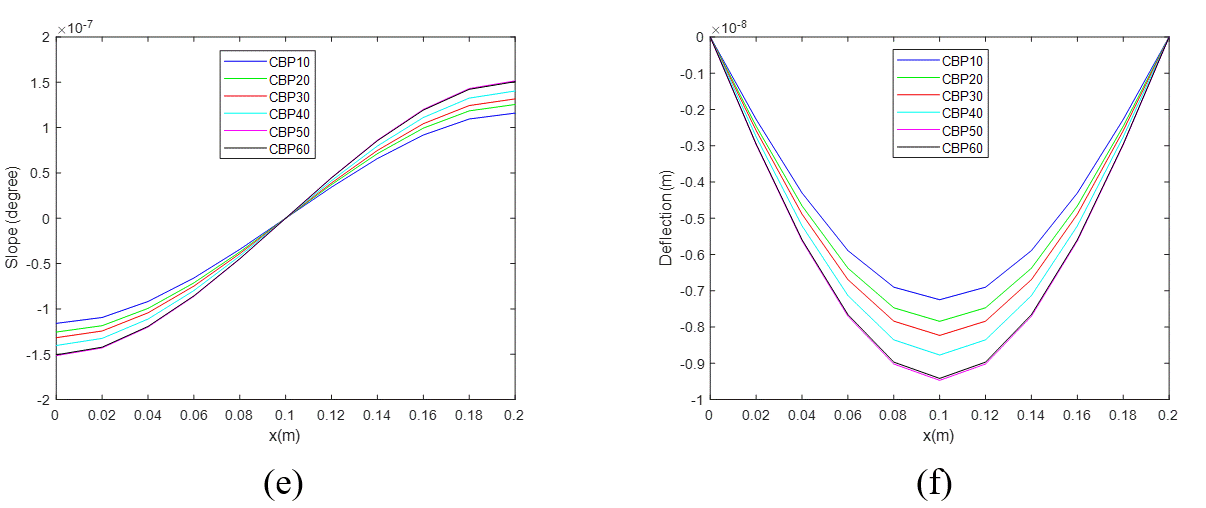 ×10-7
2
1.5
1
0.5
0
-0.5
-1
-1.5
-2
Slope (degree)
CBP10
CBP20
CBP30
CBP40
CBP50
CBP60
0 0.02 0.04 0.06 0.08 0.1 0.12 0.14 0.16 0.18 0.2
x(m)
(e)
×10-8
0
-0.1
-0.2
-0.3
-0.4
-0.5
-0.6
-0.7
-0.8
-0.9
-1
Deflection (m)
CBP10
CBP20
CBP30
CBP40
CBP50
CBP60
0 0.02 0.04 0.06 0.08 0.1 0.12 0.14 0.16 0.18 0.2
x(m)
(f)